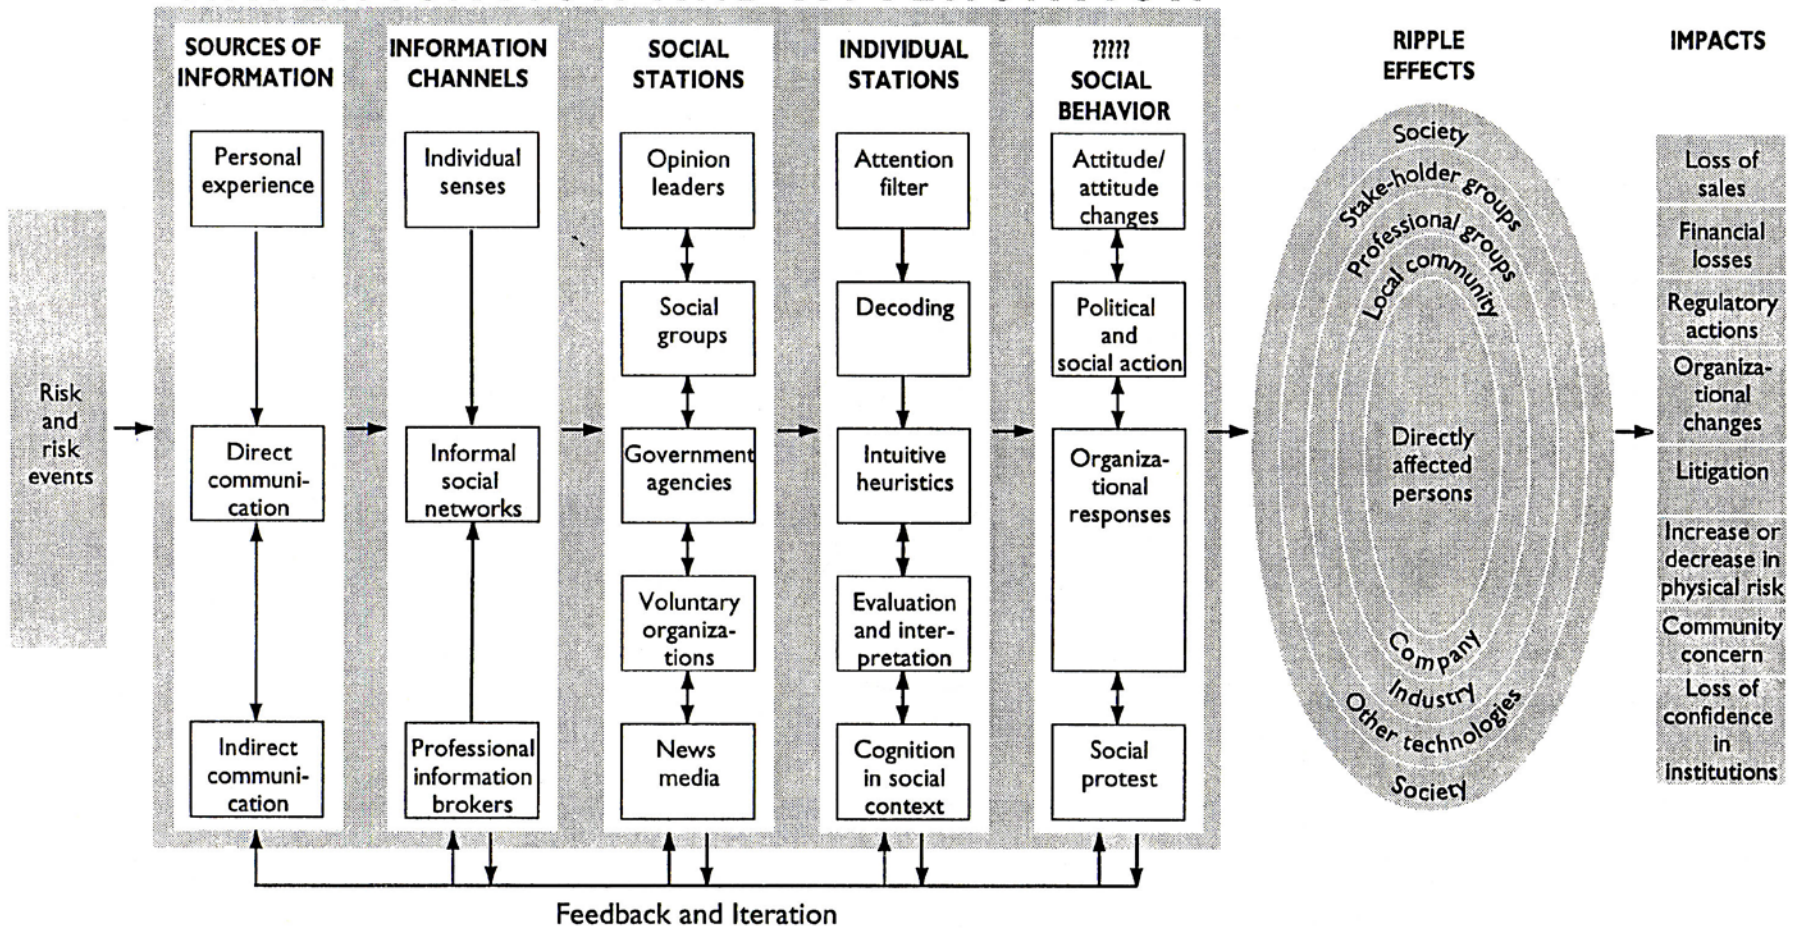 SOURCES OF
INFORMATION
INFORMATION
CHANNELS
SOCIAL
STATIONS
INDIVIDUAL
STATIONS
?????
SOCIAL
BEHAVIOR
RIPPLE
EFFECTS
IMPACTS
Risk
and
risk
events
Personal
experience
Direct
communi-
cation
Indirect
communi-
cation
Individual
senses
Informal
social
networks
Professional
information
brokers
Opinion
leaders
Social
groups
Government
agencies
Voluntary
organiza-
tions
News
media
Attention
filter
Decoding
Intuitive
heuristics
Evaluation
and inter-
pretation
Cognition
in social
context
Attitude/
attitude
changes
Political
and
social action
Organiza-
tional
responses
Social
protest
Society
Stake-holder groups
Professional groups
Local community
Directly
affected
persons
Company
Industry
Other technologies
Society
Loss of
sales
Financial
losses
Regulatory
actions
Organiza-
tional
changes
Litigation
Increase or
decrease in
physical risk
Community
concern
Loss of
confidence
in
institutions
Feedback and Iteration